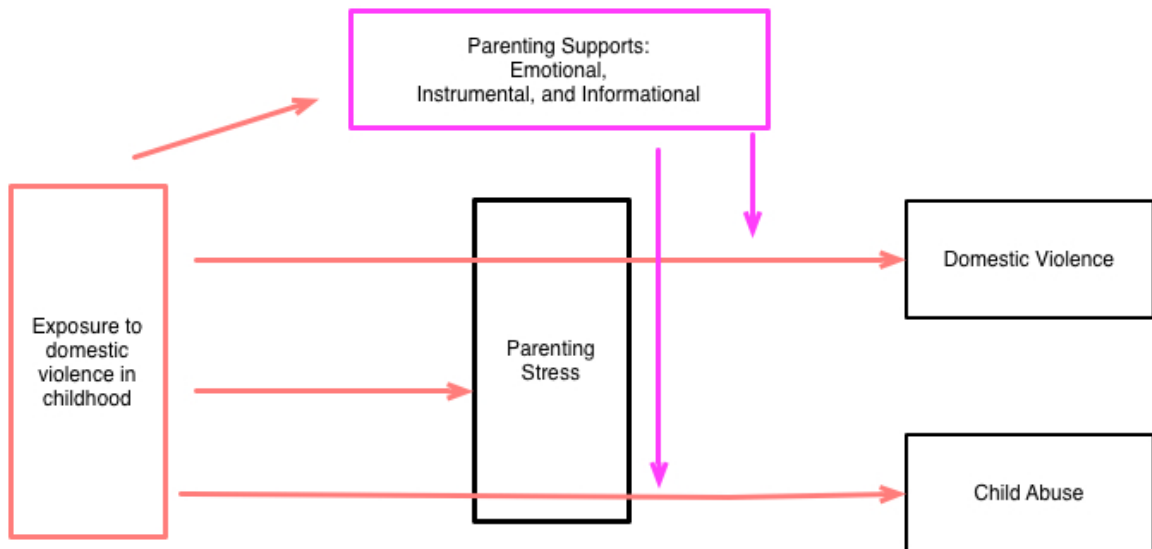 Parenting Supports:
Emotional,
Instrumental, and Informational
Exposure to
domestic
violence in
childhood
Parenting
Stress
Domestic Violence
Child Abuse